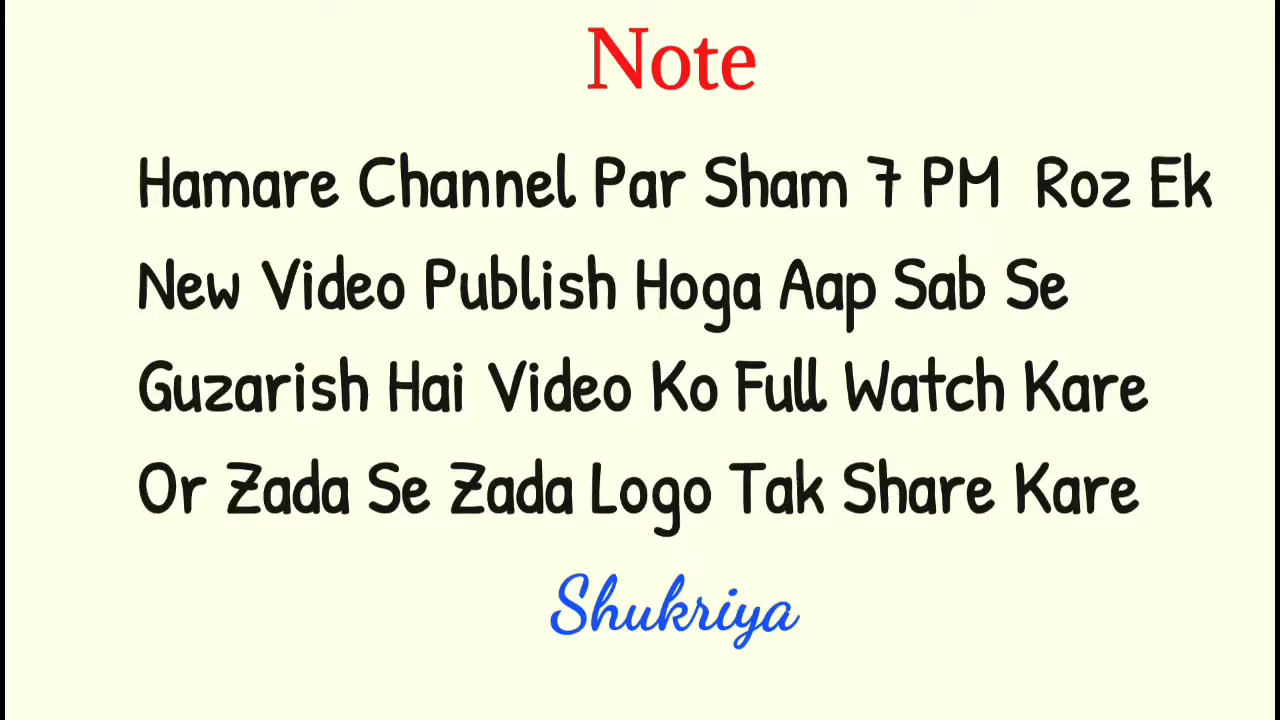 Note
Hamare Channel Par Sham 7 PM Roz Ek
New Video Publish Hoga Aap Sab Se
Guzarish Hai Video Ko Full Watch Kare
Or Zada Se Zada Logo Tak Share Kare
Shukriya